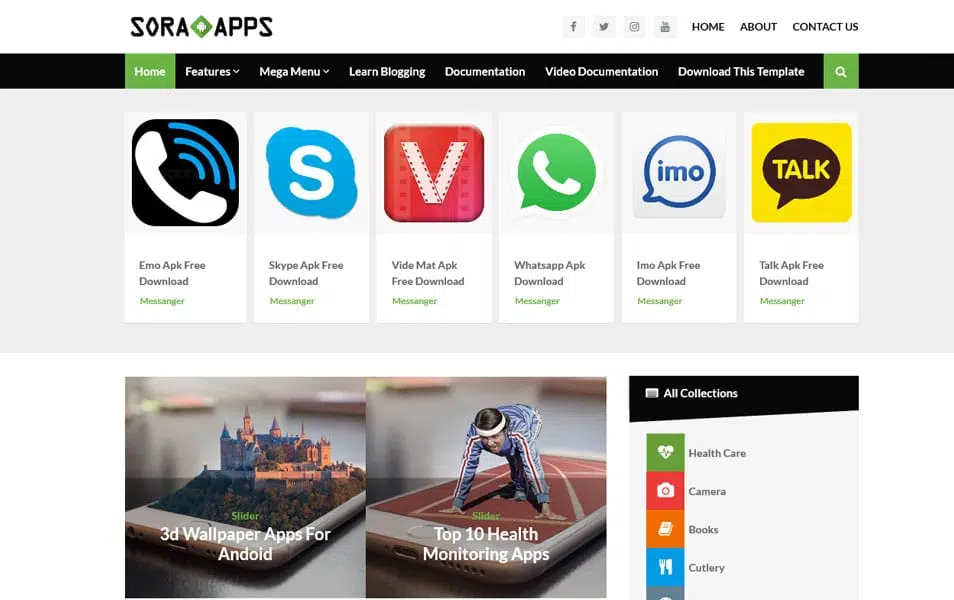 SORA APPS
HOME ABOUT CONTACT US
Home Features Mega Menu Learn Blogging Documentation Video Documentation Download This Template
S
V
imo
TALK
Emo Apk Free
Download
Messanger
Skype Apk Free
Download
Messanger
Vide Mat Apk
Free Download
Messanger
Whatsapp Apk
Download
Messanger
Imo Apk Free
Download
Messanger
Talk Apk Free
Download
Messanger
Slider
3d Wallpaper Apps For
Andoid
Slider
Top 10 Health
Monitoring Apps
All Collections
Health Care
Camera
Books
Cutlery